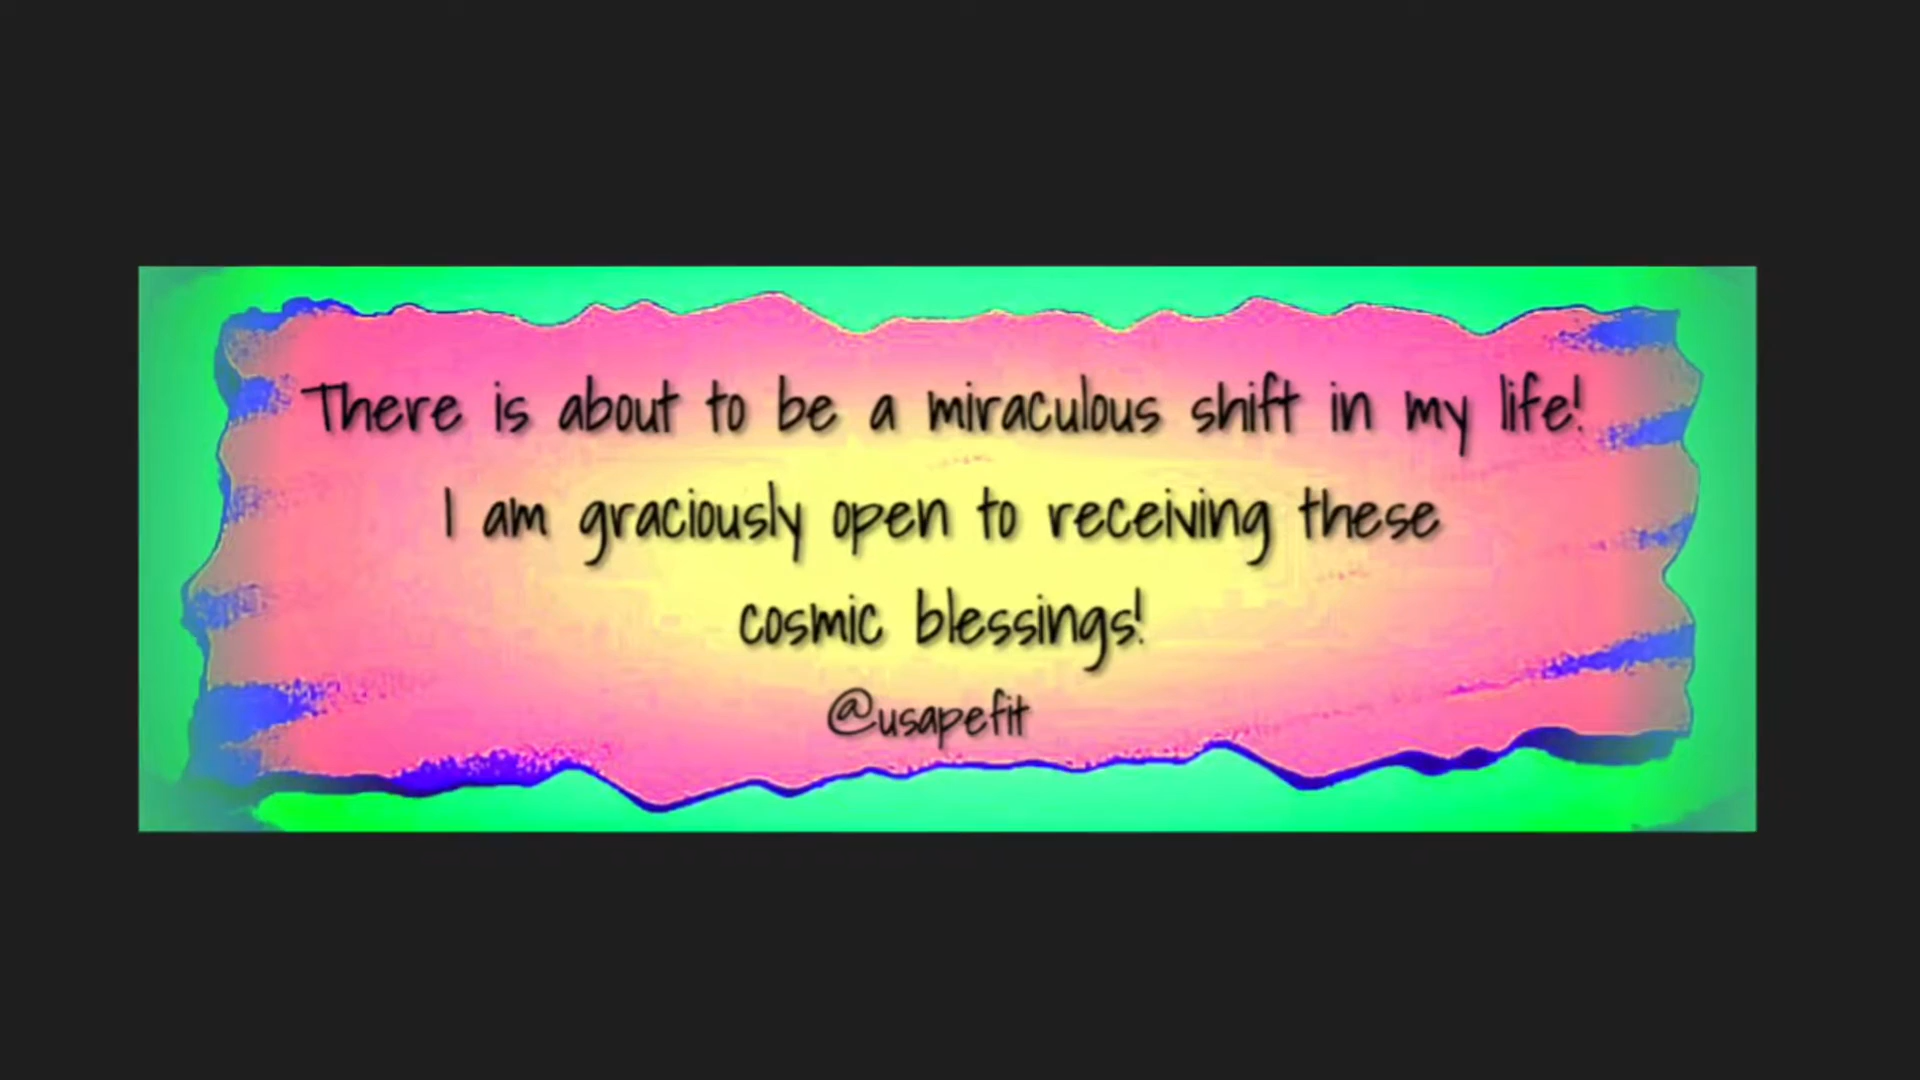 There is about to be a miraculous shift in my life!
I am graciously open to receiving these
cosmic blessings!
@usapefit